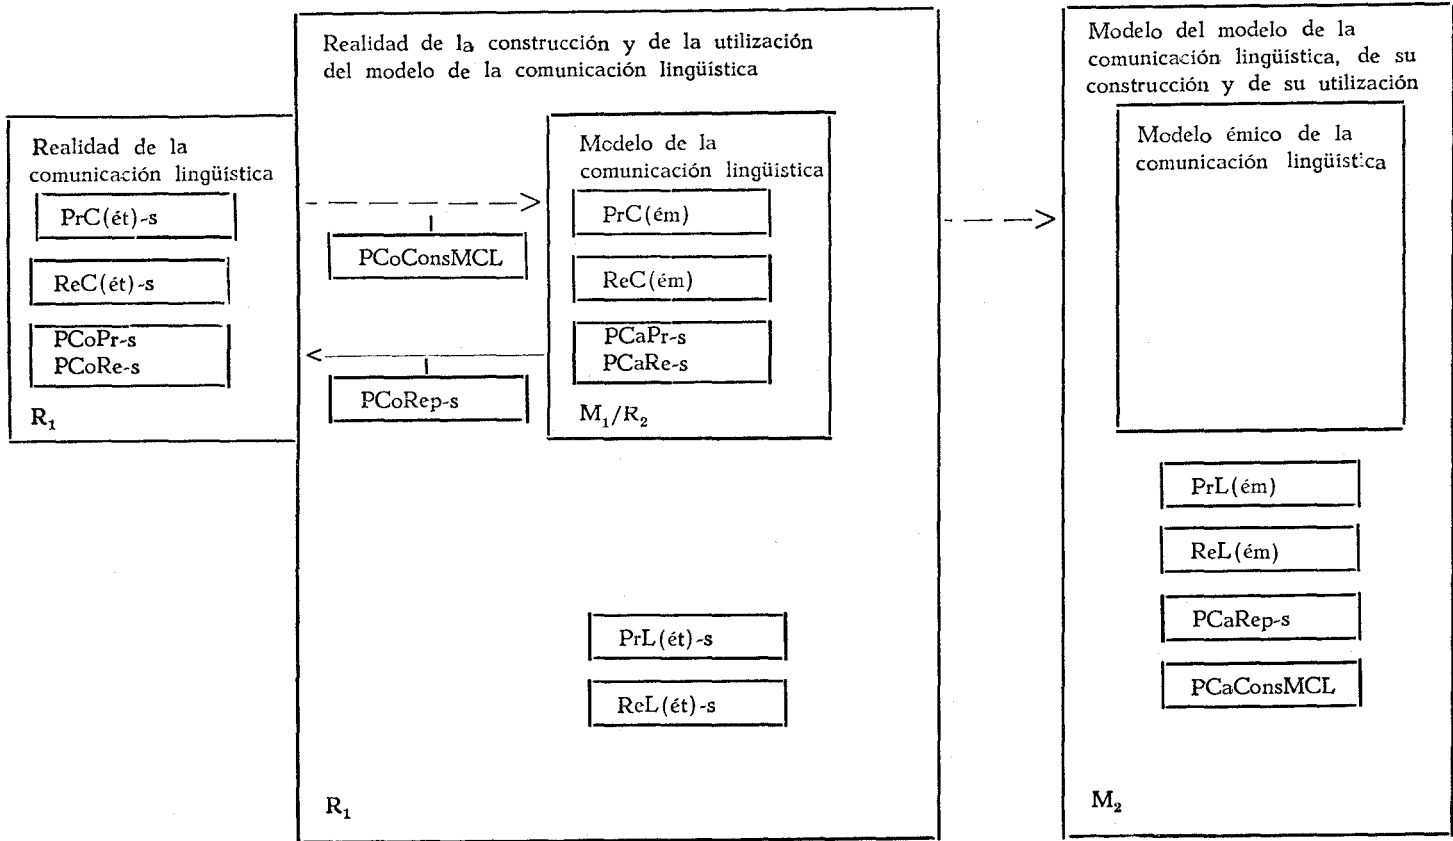 Realidad de la construcción y de la utilización
del modelo de la comunicación lingüística
Modelo del modelo de la
comunicación lingüística, de su
construcción y de su utilización
Realidad de la
comunicación lingüística
PrC(ét)-s
ReC(ét)-s
PCoPr-s
PCoRe-s
R₁
PCoConsMCL
PCoRep-s
Modelo de la
comunicación lingüística
PrC(ém)
ReC(ém)
PCaPr-s
PCaRe-s
M₁/R₂
PrL(ét)-s
ReL(ét)-s
R₁
Modelo émico de la
comunicación lingüística
PrL(ém)
ReL(ém)
PCaRep-s
PCaConsMCL
M₂